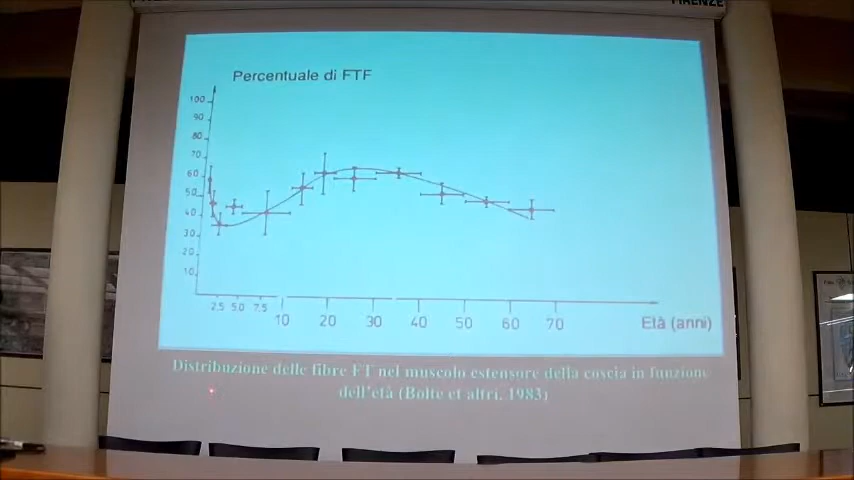 FIRENZE
Percentuale di FTF
100
90
80
70
60
50
40
30
20
10
2,5 5,0 7,5
10 20 30 40 50 60 70
Età (anni)
Distribuzione delle fibre FT nel muscolo estensore della coscia in funzione
dell'età (Bolte et altri, 1983)